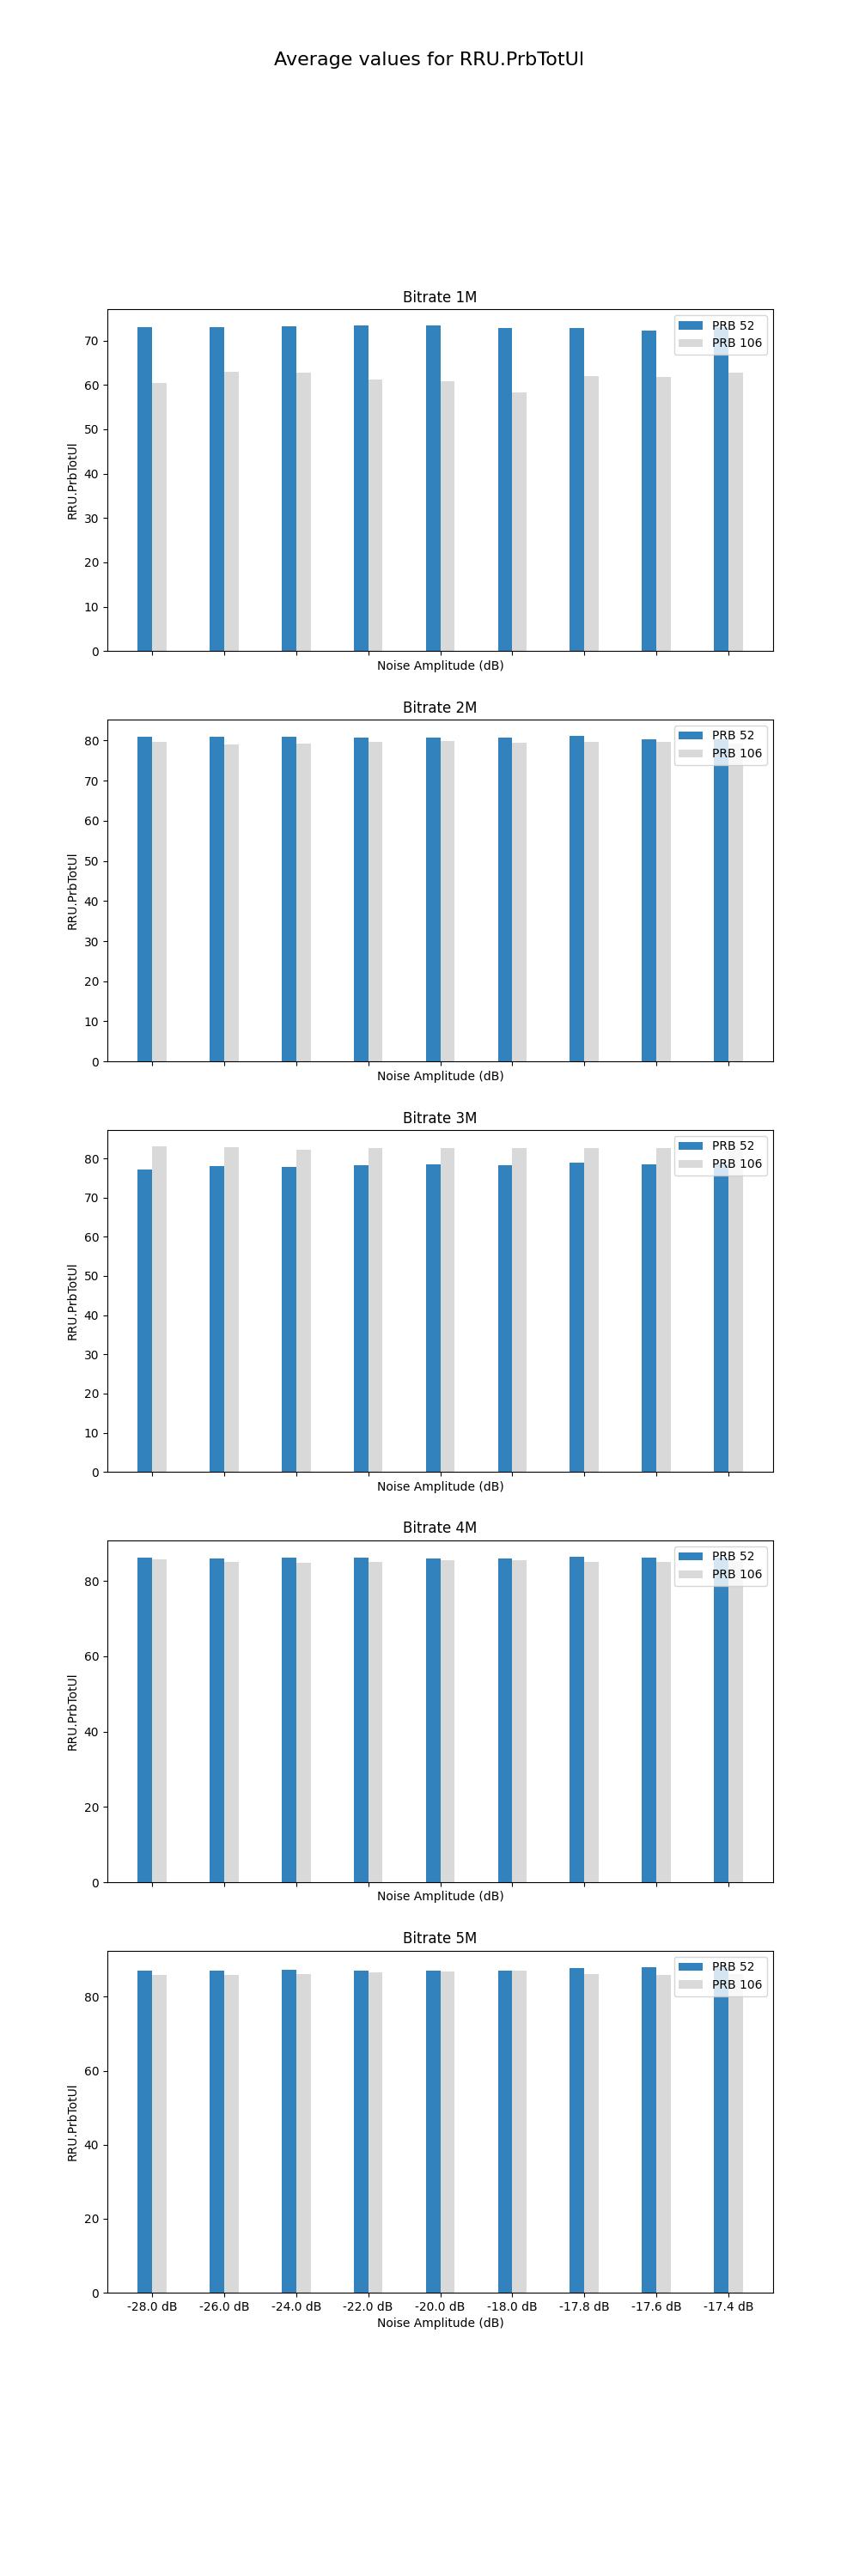 Average values for RRU.PrbTotUl
Bitrate 1M
PRB 52
PRB 106
70
60
50
40
30
20
10
0
RRU.PrbTotUl
Noise Amplitude (dB)
Bitrate 2M
PRB 52
PRB 106
80
70
60
50
40
30
20
10
0
RRU.PrbTotUl
Noise Amplitude (dB)
Bitrate 3M
PRB 52
PRB 106
80
70
60
50
40
30
20
10
0
RRU.PrbTotUl
Noise Amplitude (dB)
Bitrate 4M
PRB 52
PRB 106
80
60
40
20
0
RRU.PrbTotUl
Noise Amplitude (dB)
Bitrate 5M
PRB 52
PRB 106
80
60
40
20
0
RRU.PrbTotUl
-28.0 dB -26.0 dB -24.0 dB -22.0 dB -20.0 dB -18.0 dB -17.8 dB -17.6 dB -17.4 dB
Noise Amplitude (dB)